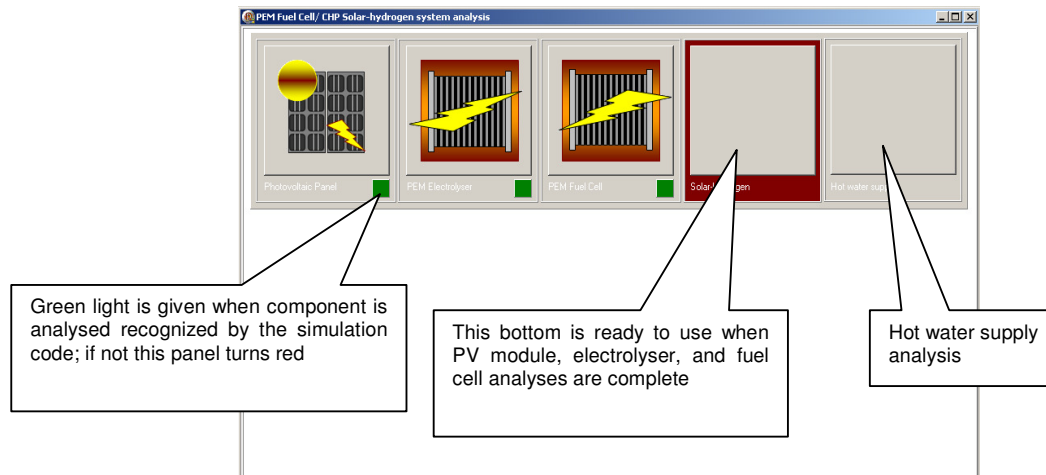 PEM Fuel Cell/ CHP Solar-hydrogen system analysis
Photovoltaic Panel
PEM Electrolyser
PEM Fuel Cell
Hot water
Green light is given when component is
analysed recognized by the simulation
code; if not this panel turns red
This bottom is ready to use when
PV module, electrolyser, and fuel
cell analyses are complete
Hot water supply
analysis